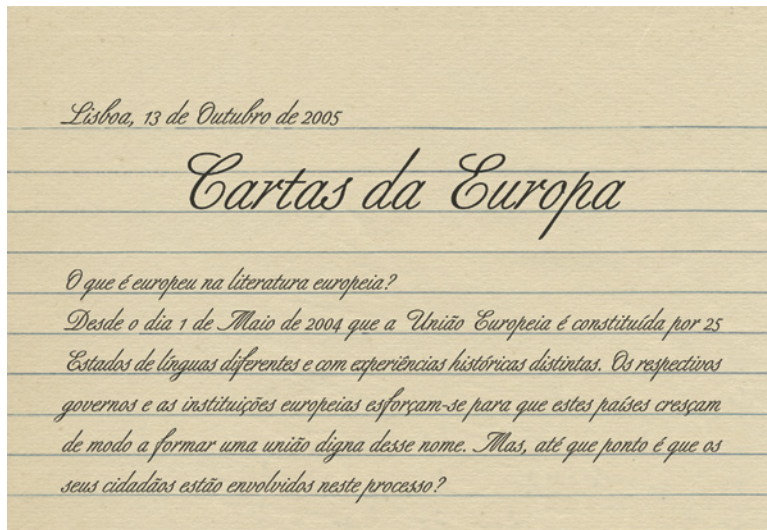 Lisboa, 13 de Outubro de 2005
Cartas da Europa
O que é europeu na literatura europeia?
Desde o dia 1 de Maio de 2004 que a União Europeia é constituída por 25
Estados de línguas diferentes e com experiências históricas distintas. Os respectivos
governos e as instituições europeias esforçam-se para que estes países cresçam
de modo a formar uma união digna desse nome. Mas, até que ponto é que os
seus cidadãos estão envolvidos neste processo?